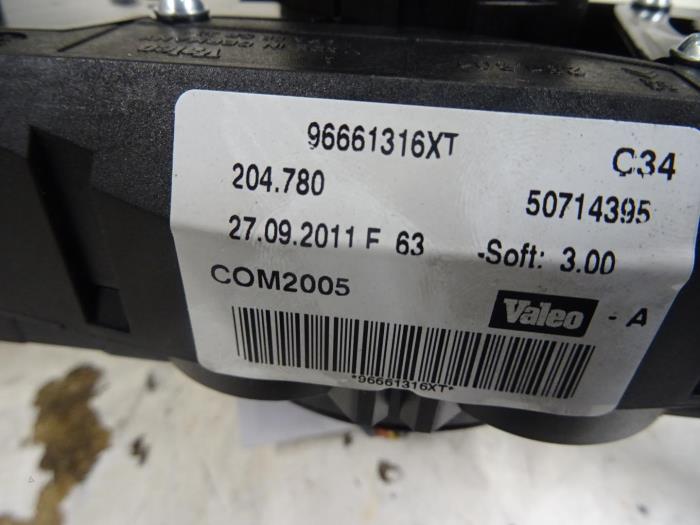 96661316XT
C34
204.780
50714395
27.09.2011 F 63
-Soft: 3.00
COM2005
Valeo - A
*96661316XT*